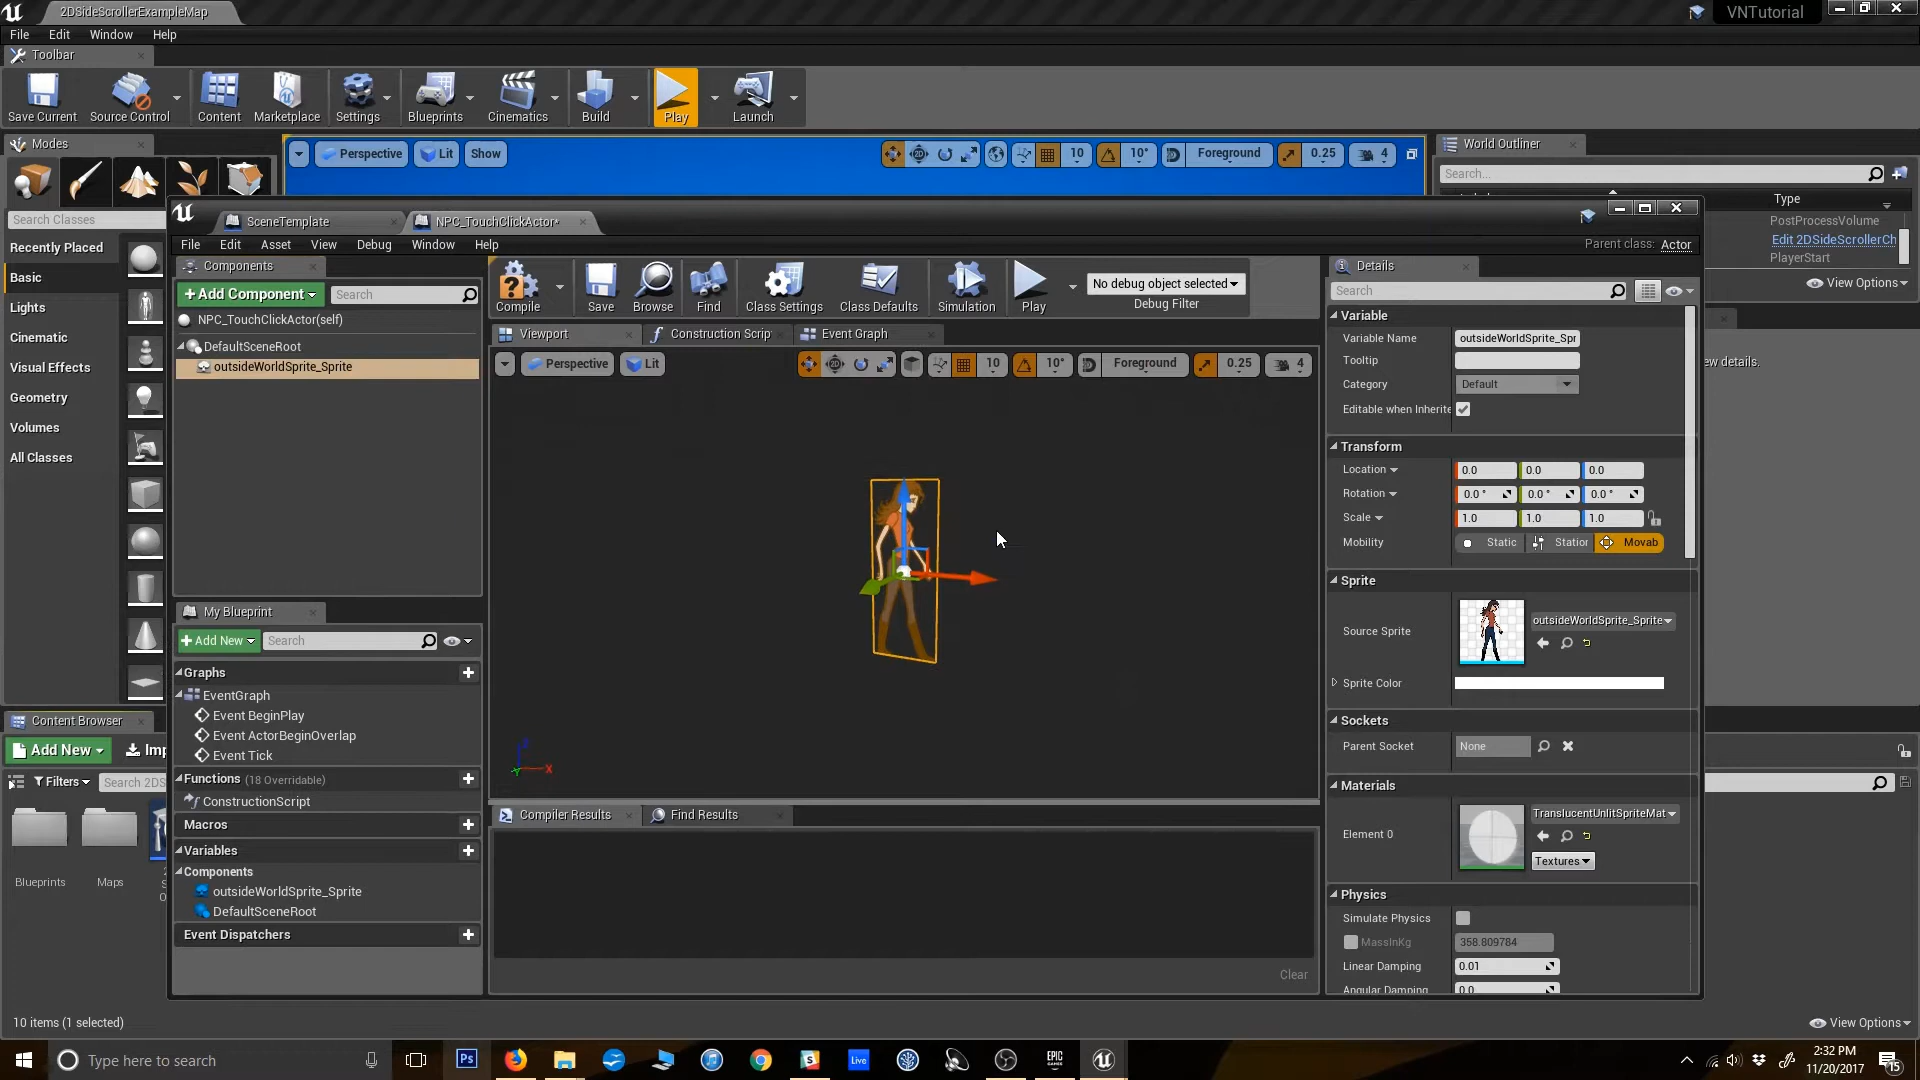 2DSideScrollerExampleMap
VNTutorial
File Edit Window Help
Toolbar
Save Current Source Control Content Marketplace Settings Blueprints Cinematics Build Play Launch
Modes
Perspective Lit Show 10 10° Foreground 0.25 4
World Outliner
Search...
Type
Search Classes
Recently Placed
Basic
Lights
Cinematic
Visual Effects
Geometry
Volumes
All Classes
PostProcessVolume
Edit 2DSideScrollerCh
PlayerStart
View Options
ew details.
SceneTemplate NPC_TouchClickActor*
File Edit Asset View Debug Window Help
Parent class: Actor
Components
+Add Component Search
NPC_TouchClickActor(self)
DefaultSceneRoot
outsideWorldSprite_Sprite
Compile Save Browse Find Class Settings Class Defaults Simulation Play
No debug object selected
Debug Filter
Viewport Construction Scrip Event Graph
Perspective Lit 10 10° Foreground 0.25 4
Z
X
Y
My Blueprint
+Add New Search
Graphs
EventGraph
Event BeginPlay
Event ActorBeginOverlap
Event Tick
Functions (18 Overridable)
ConstructionScript
Macros
Variables
Components
outsideWorldSprite_Sprite
DefaultSceneRoot
Event Dispatchers
Compiler Results Find Results
Clear
Details
Search
Variable
Variable Name outsideWorldSprite_Spr
Tooltip
Category Default
Editable when Inherite
Transform
Location 0.0 0.0 0.0
Rotation 0.0 ° 0.0 ° 0.0 °
Scale 1.0 1.0 1.0
Mobility Static Station Movab
Sprite
Source Sprite outsideWorldSprite_Sprite
Sprite Color
Sockets
Parent Socket None
Materials
Element 0 TranslucentUnlitSpriteMat
Textures
Physics
Simulate Physics
MassInKg 358.809784
Linear Damping 0.01
Angular Damping 0.0
Content Browser
Add New Imp
Filters Search 2DS
Blueprints Maps
10 items (1 selected)
View Options
Type here to search
Ps
Live
EPIC
GAMES
2:32 PM
11/20/2017
15